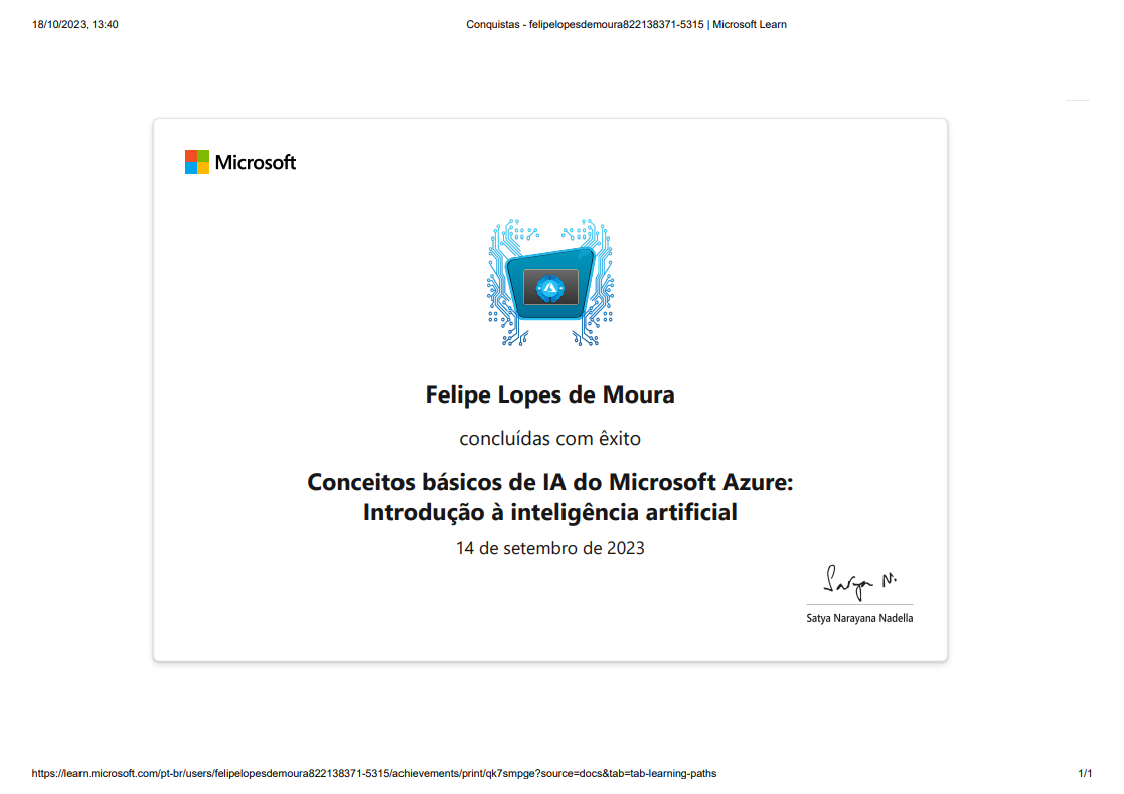 18/10/2023, 13:40 Conquistas - felipelopesdemoura822138371-5315 | Microsoft Learn
Microsoft
Felipe Lopes de Moura
concluídas com êxito
Conceitos básicos de IA do Microsoft Azure:
Introdução à inteligência artificial
14 de setembro de 2023
Satya N.
Satya Narayana Nadella
https://learn.microsoft.com/pt-br/users/felipelopesdemoura822138371-5315/achievements/print/qk7smpge?source=docs&tab=tab-learning-paths 1/1